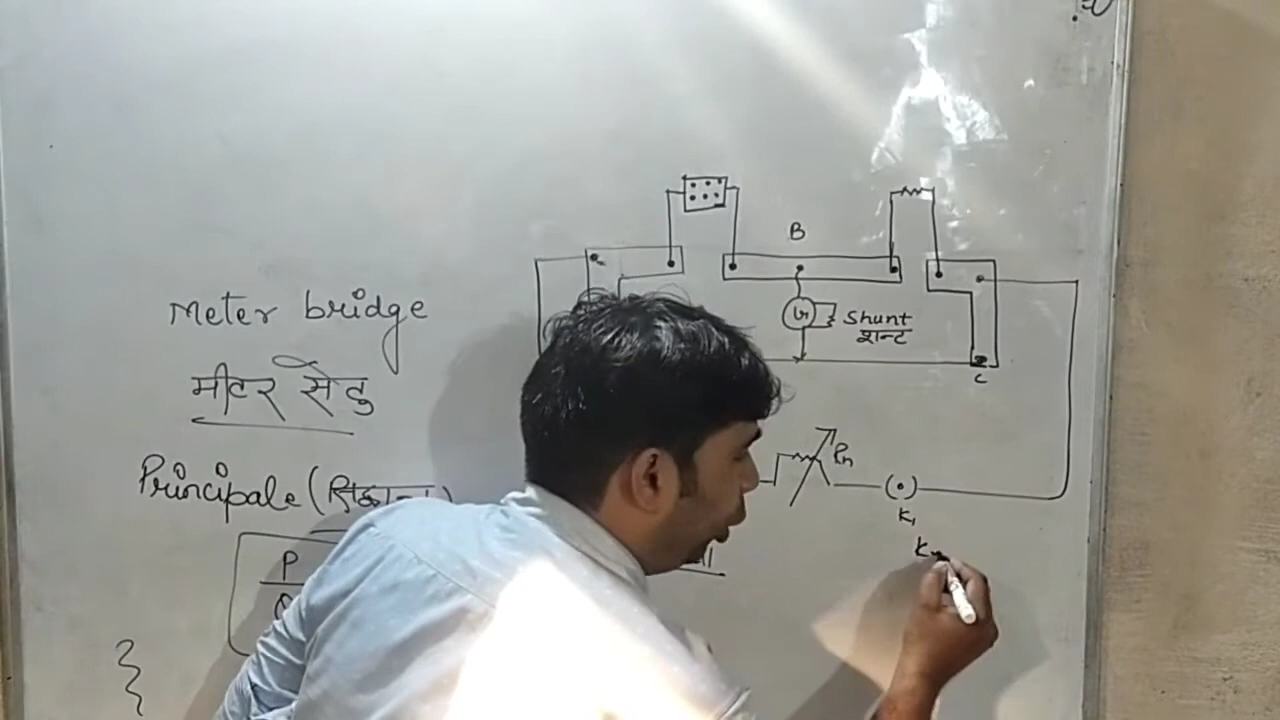 B
Meter bridge
G
Shunt
शन्ट
मीटर सेतु
C
Principale (सिद्धान्त)
Rh
K₁
P
Q